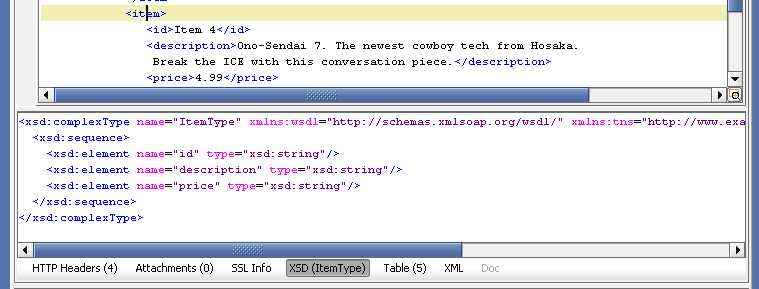 <item>
<id>Item 4</id>
<description>Ono-Sendai 7. The newest cowboy tech from Hosaka.
Break the ICE with this conversation piece.</description>
<price>4.99</price>
<xsd:complexType name="ItemType" xmlns:wsdl="http://schemas.xmlsoap.org/wsdl/" xmlns:tns="http://www.exa
<xsd:sequence>
<xsd:element name="id" type="xsd:string"/>
<xsd:element name="description" type="xsd:string"/>
<xsd:element name="price" type="xsd:string"/>
</xsd:sequence>
</xsd:complexType>
HTTP Headers (4) Attachments (0) SSL Info XSD (ItemType) Table (5) XML Doc